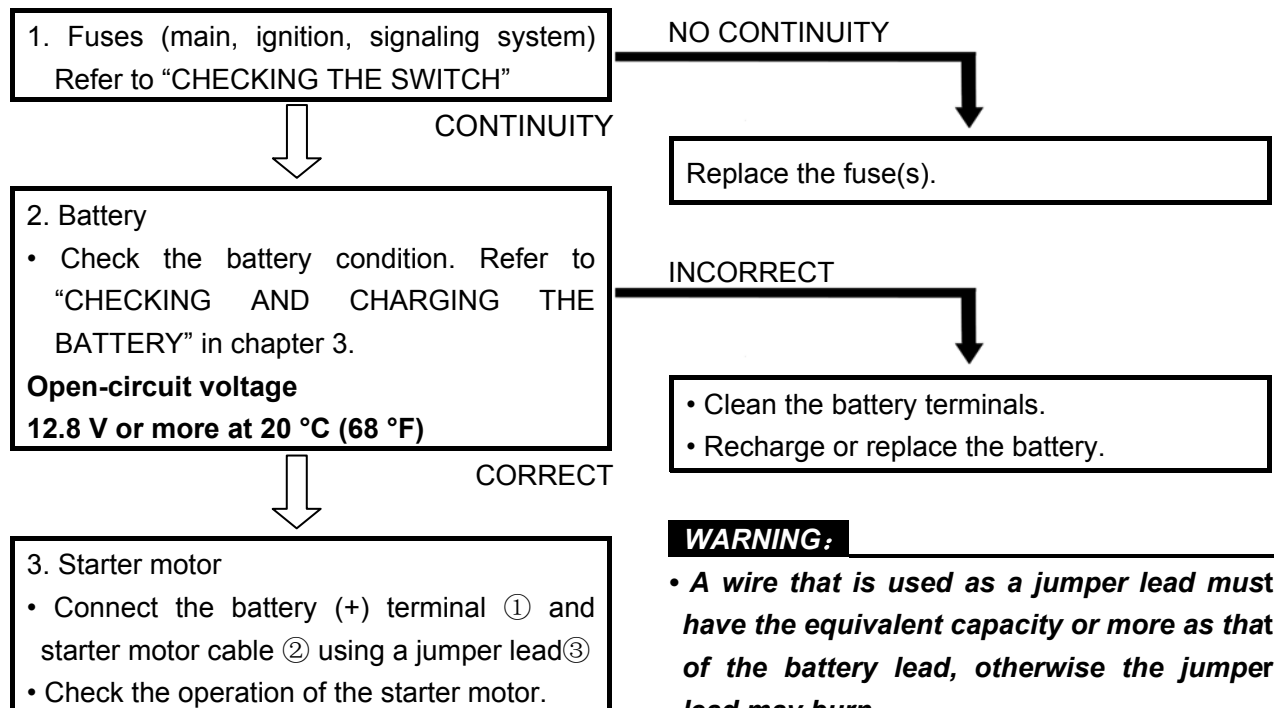 1. Fuses (main, ignition, signaling system)
Refer to “CHECKING THE SWITCH”
NO CONTINUITY
CONTINUITY
Replace the fuse(s).
2. Battery
• Check the battery condition. Refer to
“CHECKING AND CHARGING THE
BATTERY” in chapter 3.
Open-circuit voltage
12.8 V or more at 20 °C (68 °F)
INCORRECT
CORRECT
• Clean the battery terminals.
• Recharge or replace the battery.
3. Starter motor
• Connect the battery (+) terminal ① and
starter motor cable ② using a jumper lead③
• Check the operation of the starter motor.
WARNING:
• A wire that is used as a jumper lead must
have the equivalent capacity or more as that
of the battery lead, otherwise the jumper
lead may burn